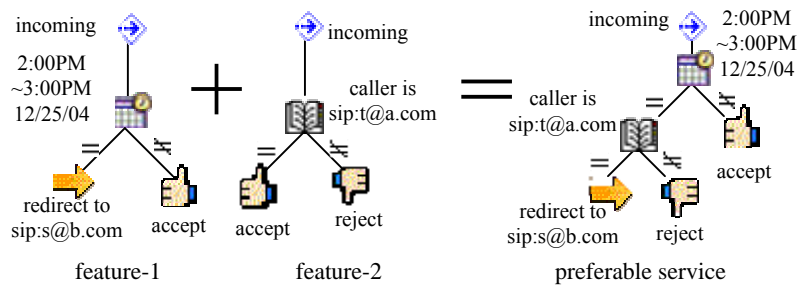 incoming
2:00PM
~3:00PM
12/25/04
=
≠
redirect to
sip:s@b.com
accept
feature-1
+
incoming
caller is
sip:t@a.com
=
≠
accept
reject
feature-2
=
incoming
2:00PM
~3:00PM
12/25/04
=
≠
caller is
sip:t@a.com
=
≠
accept
redirect to
sip:s@b.com
reject
preferable service